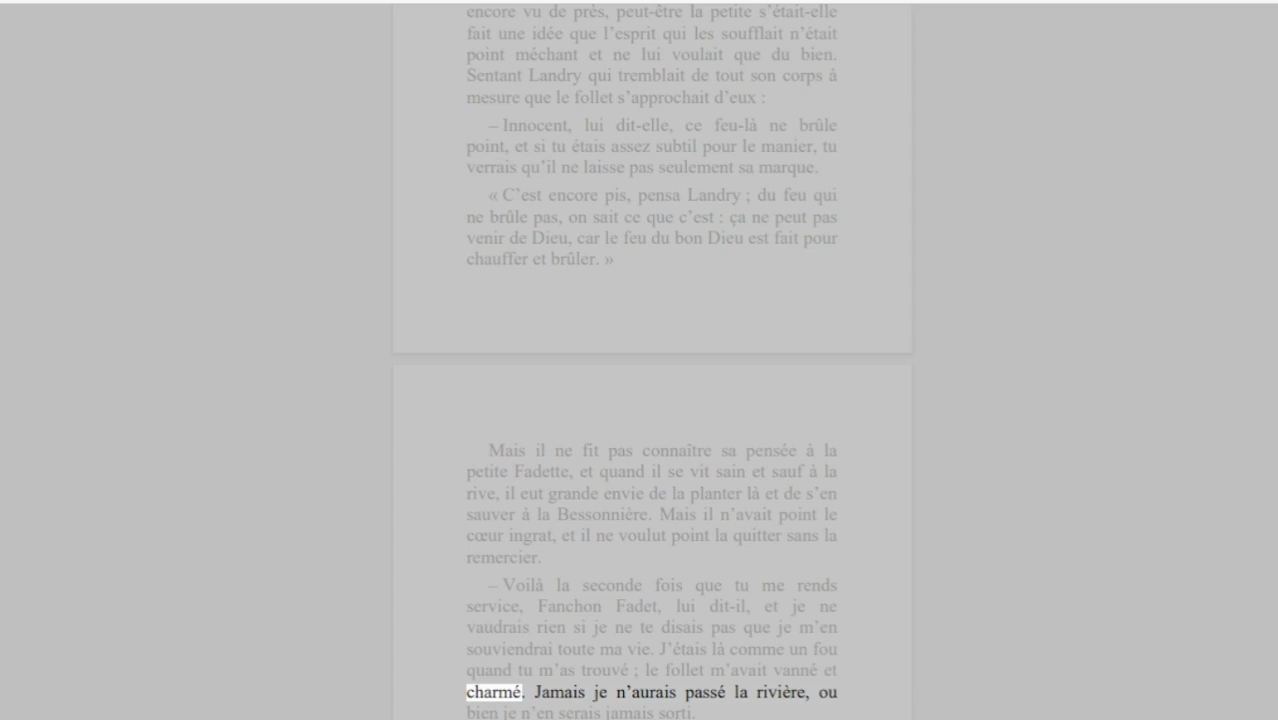 encore vu de près, peut-être la petite s’était-elle
fait une idée que l’esprit qui les soufflait n’était
point méchant et ne lui voulait que du bien.
Sentant Landry qui tremblait de tout son corps à
mesure que le follet s’approchait d’eux :
– Innocent, lui dit-elle, ce feu-là ne brûle
point, et si tu étais assez subtil pour le manier, tu
verrais qu’il ne laisse pas seulement sa marque.
« C’est encore pis, pensa Landry ; du feu qui
ne brûle pas, on sait ce que c’est : ça ne peut pas
venir de Dieu, car le feu du bon Dieu est fait pour
chauffer et brûler. »
Mais il ne fit pas connaître sa pensée à la
petite Fadette, et quand il se vit sain et sauf à la
rive, il eut grande envie de la planter là et de s’en
sauver à la Bessonnière. Mais il n’avait point le
cœur ingrat, et il ne voulut point la quitter sans la
remercier.
– Voilà la seconde fois que tu me rends
service, Fanchon Fadet, lui dit-il, et je ne
vaudrais rien si je ne te disais pas que je m’en
souviendrai toute ma vie. J’étais là comme un fou
quand tu m’as trouvé ; le follet m’avait vanné et
charmé. Jamais je n’aurais passé la rivière, ou
bien je n’en serais jamais sorti.